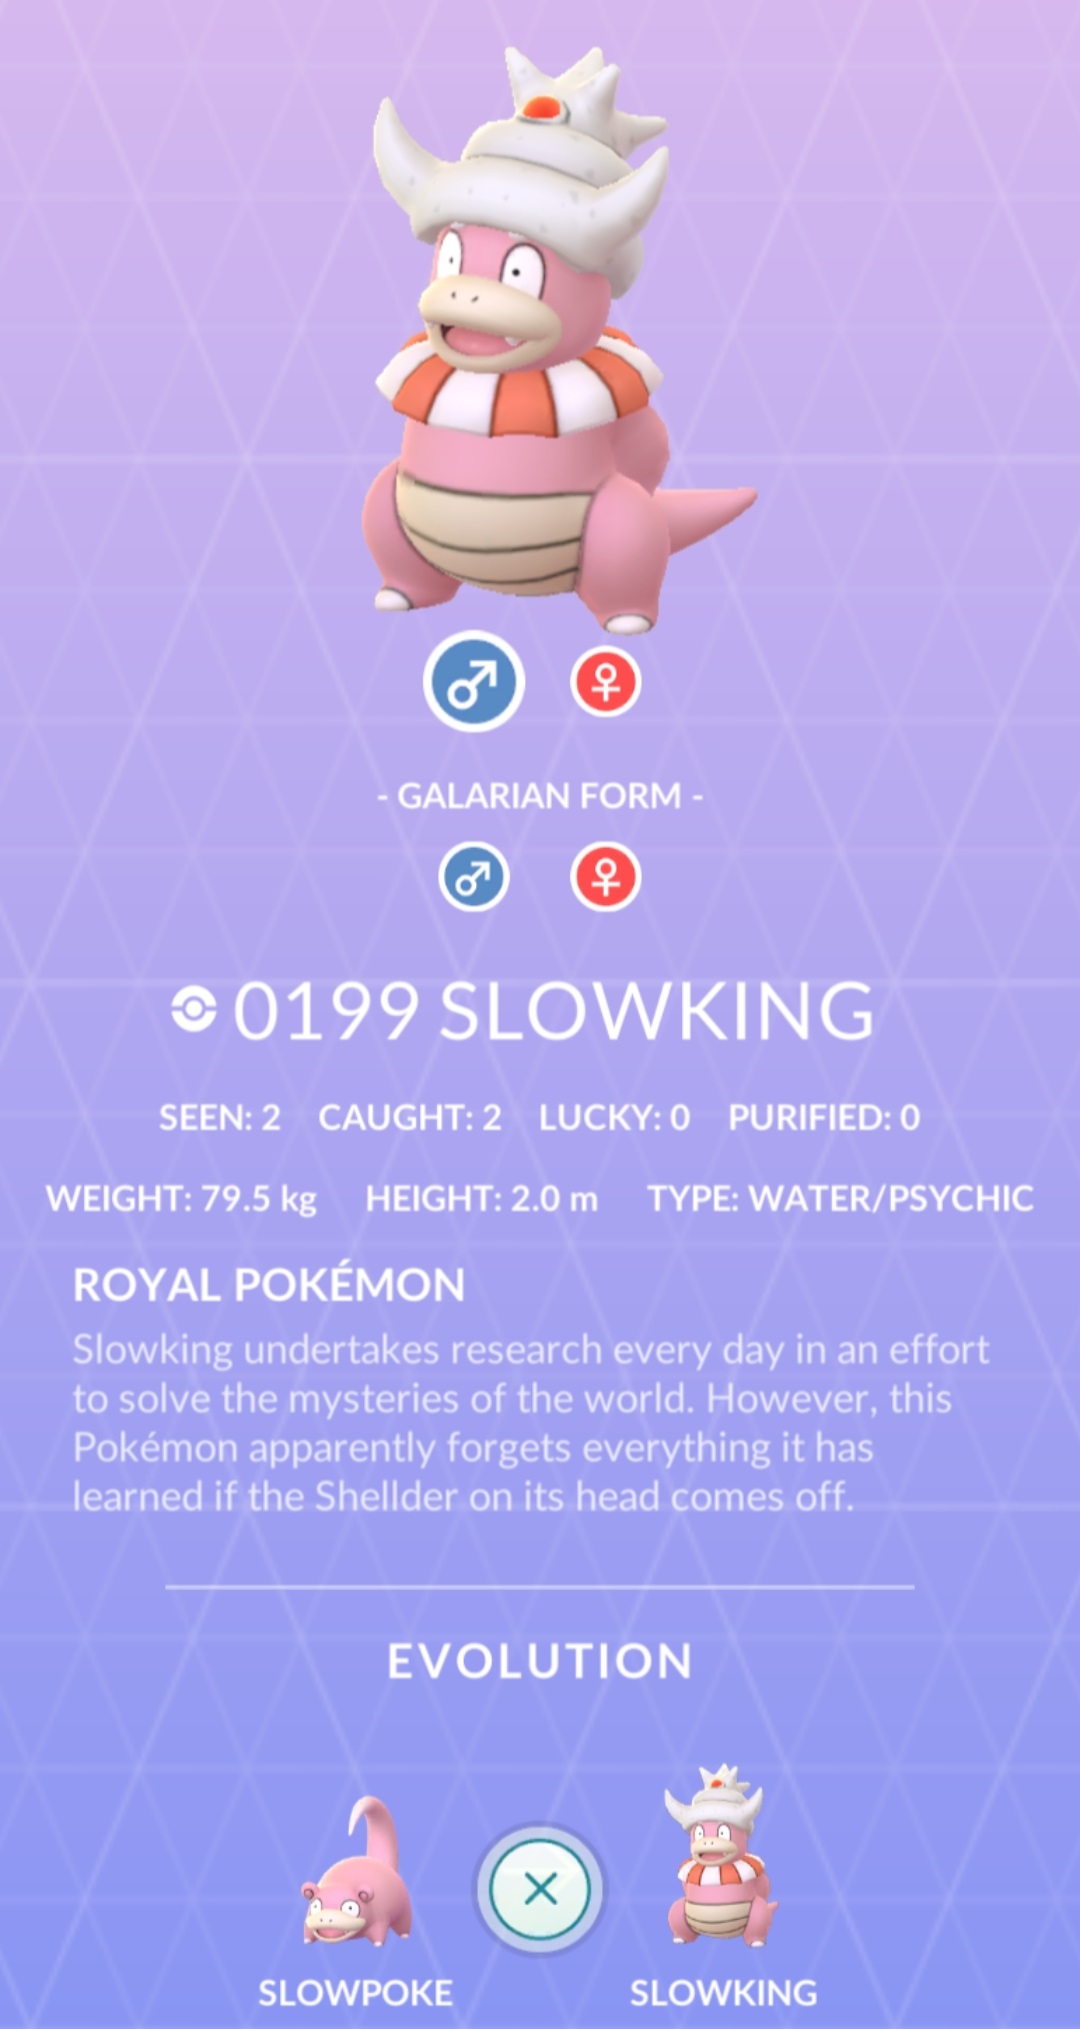 - GALARIAN FORM -
0199 SLOWKING
SEEN: 2 CAUGHT: 2 LUCKY: 0 PURIFIED: 0
WEIGHT: 79.5 kg HEIGHT: 2.0 m TYPE: WATER/PSYCHIC
ROYAL POKÉMON
Slowking undertakes research every day in an effort
to solve the mysteries of the world. However, this
Pokémon apparently forgets everything it has
learned if the Shellder on its head comes off.
EVOLUTION
SLOWPOKE SLOWKING